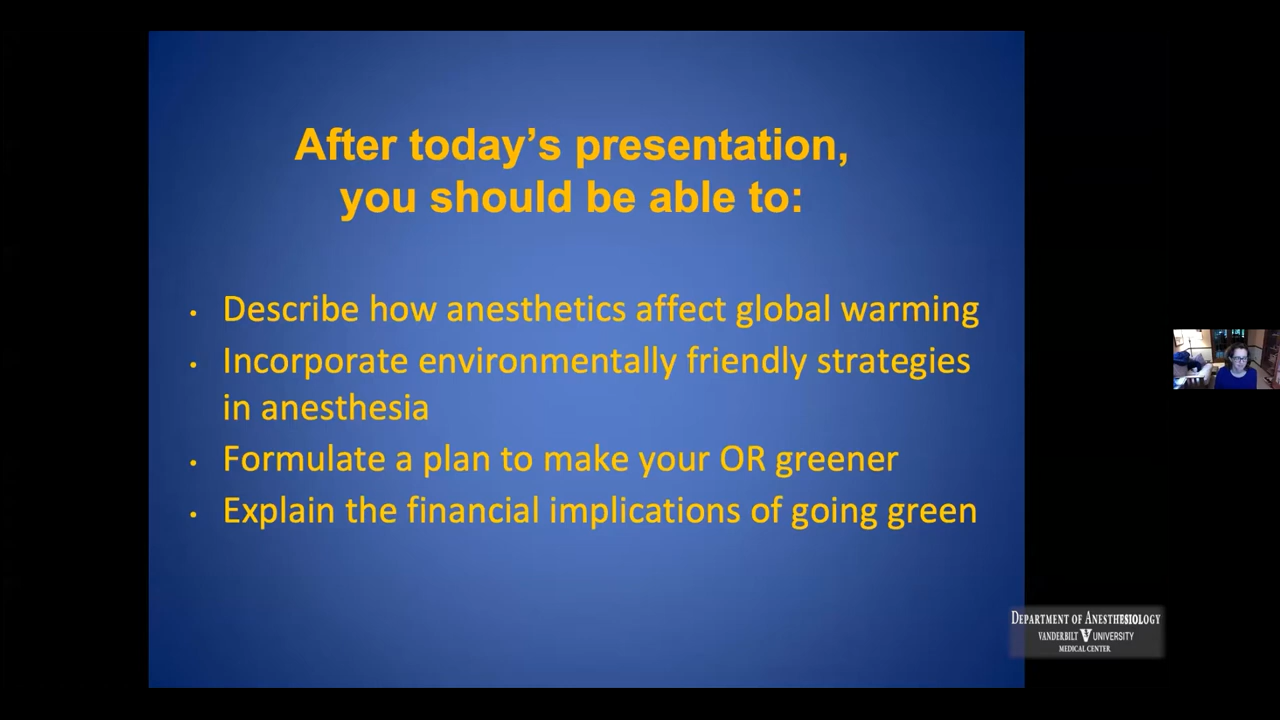 After today’s presentation,
you should be able to:
• Describe how anesthetics affect global warming
• Incorporate environmentally friendly strategies
in anesthesia
• Formulate a plan to make your OR greener
• Explain the financial implications of going green
DEPARTMENT OF ANESTHESIOLOGY
VANDERBILT V UNIVERSITY
MEDICAL CENTER